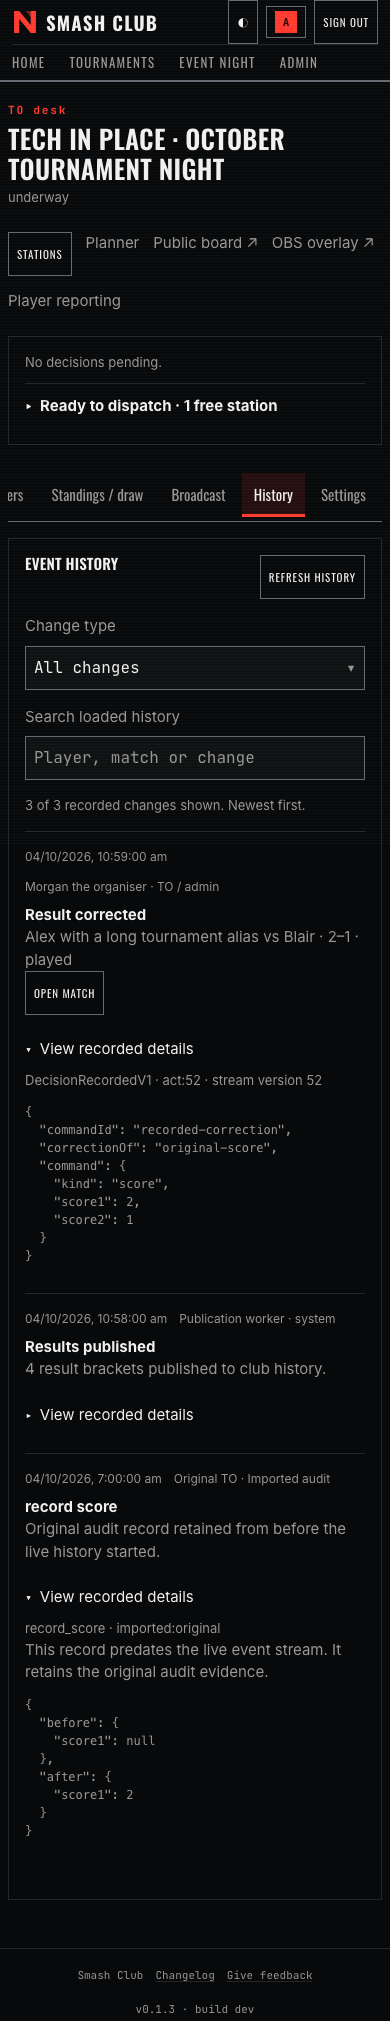 N SMASH CLUB
A
SIGN OUT
HOME TOURNAMENTS EVENT NIGHT ADMIN
TO desk
TECH IN PLACE · OCTOBER
TOURNAMENT NIGHT
underway
STATIONS Planner Public board ↗ OBS overlay ↗
Player reporting
No decisions pending.
▸ Ready to dispatch · 1 free station
ers Standings / draw Broadcast History Settings
EVENT HISTORY
REFRESH HISTORY
Change type
All changes ▾
Search loaded history
Player, match or change
3 of 3 recorded changes shown. Newest first.
04/10/2026, 10:59:00 am
Morgan the organiser · TO / admin
Result corrected
Alex with a long tournament alias vs Blair · 2–1 ·
played
OPEN MATCH
▾ View recorded details
DecisionRecordedV1 · act:52 · stream version 52
{
"commandId": "recorded-correction",
"correctionOf": "original-score",
"command": {
"kind": "score",
"score1": 2,
"score2": 1
}
}
04/10/2026, 10:58:00 am Publication worker · system
Results published
4 result brackets published to club history.
▸ View recorded details
04/10/2026, 7:00:00 am Original TO · Imported audit
record score
Original audit record retained from before the
live history started.
▾ View recorded details
record_score · imported:original
This record predates the live event stream. It
retains the original audit evidence.
{
"before": {
"score1": null
},
"after": {
"score1": 2
}
}
Smash Club Changelog Give feedback
v0.1.3 · build dev